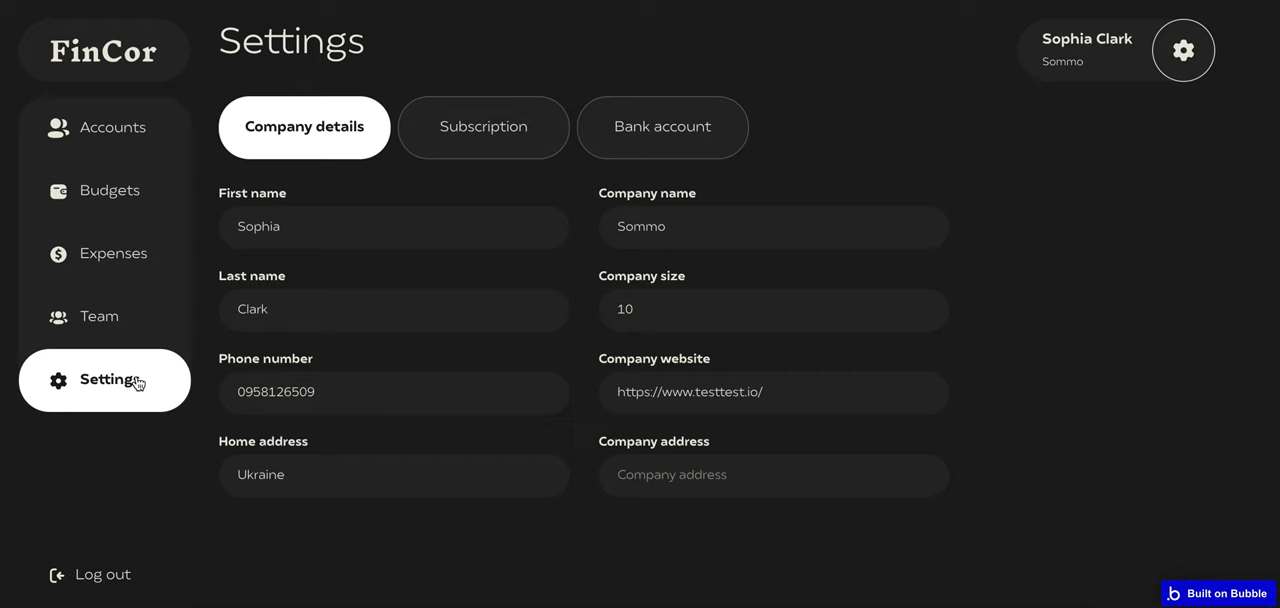 FinCor
Settings
Sophia Clark
Sommo
Accounts
Budgets
Expenses
Team
Settings
Log out
Company details
Subscription
Bank account
First name
Sophia
Company name
Sommo
Last name
Clark
Company size
10
Phone number
0958126509
Company website
https://www.testtest.io/
Home address
Ukraine
Company address
Company address
.b Built on Bubble